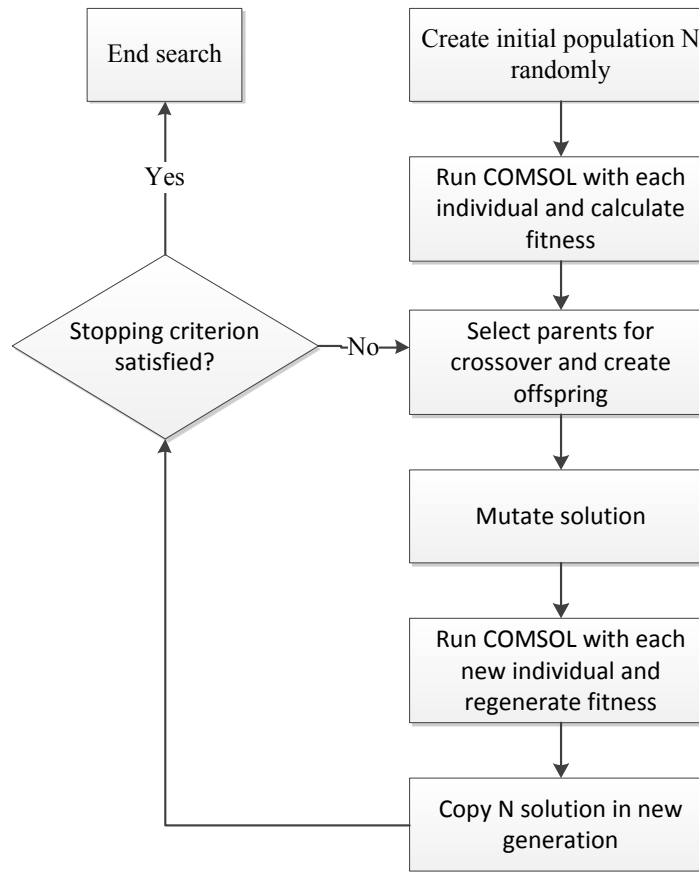 End search
Create initial population N
randomly
Yes
Run COMSOL with each
individual and calculate
fitness
Stopping criterion
satisfied?
No
Select parents for
crossover and create
offspring
Mutate solution
Run COMSOL with each
new individual and
regenerate fitness
Copy N solution in new
generation